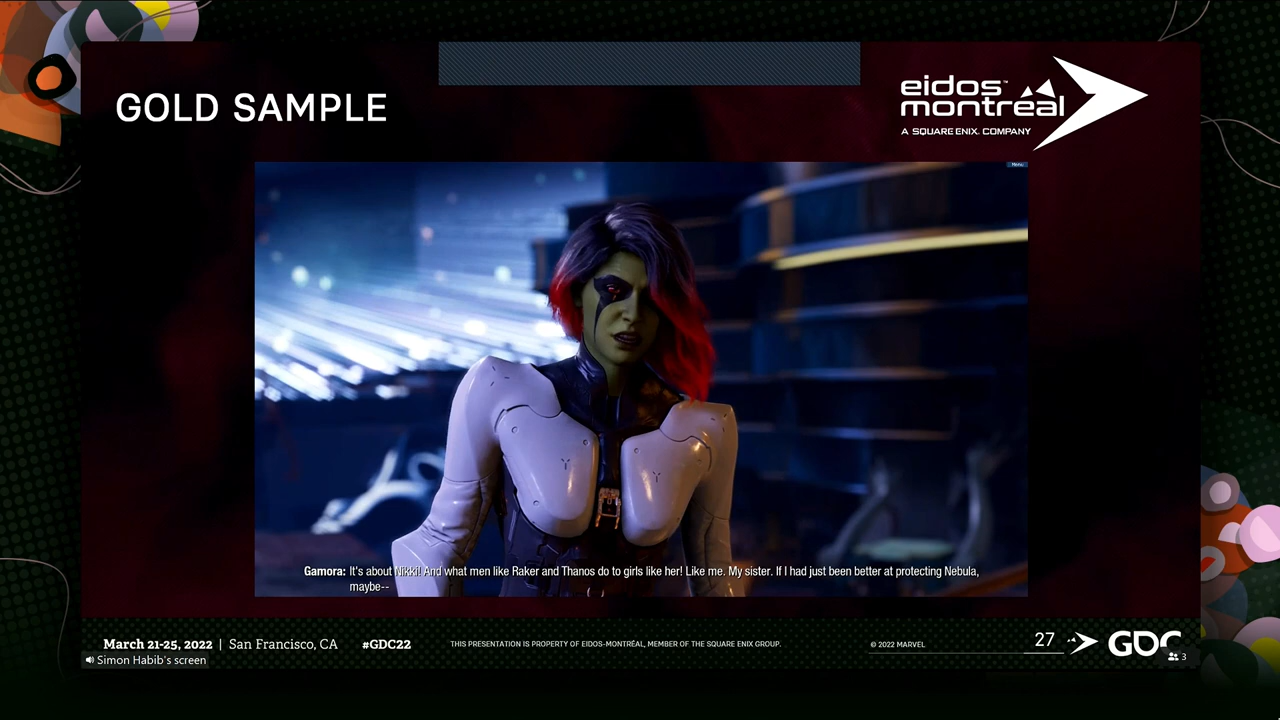 GOLD SAMPLE
eidos™
montréal
A SQUARE ENIX® COMPANY
Menu
Gamora: It's about Nikki! And what men like Raker and Thanos do to girls like her! Like me. My sister. If I had just been better at protecting Nebula,
maybe--
March 21-25, 2022 | San Francisco, CA #GDC22
THIS PRESENTATION IS PROPERTY OF EIDOS-MONTRÉAL, MEMBER OF THE SQUARE ENIX GROUP.
© 2022 MARVEL
27
GDC
Simon Habib's screen
3